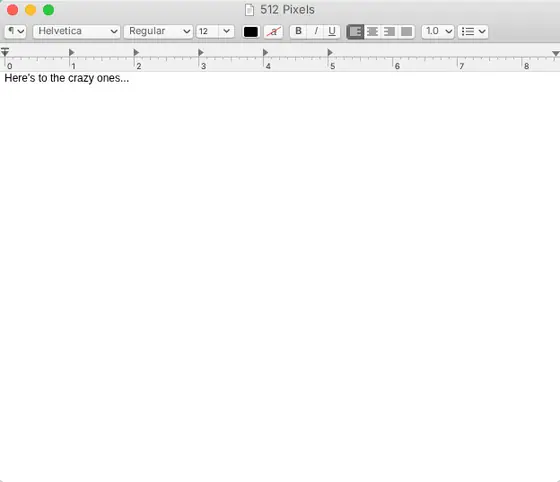 512 Pixels
¶ Helvetica Regular 12 a B I U 1.0
0 1 2 3 4 5 6 7 8
Here's to the crazy ones...